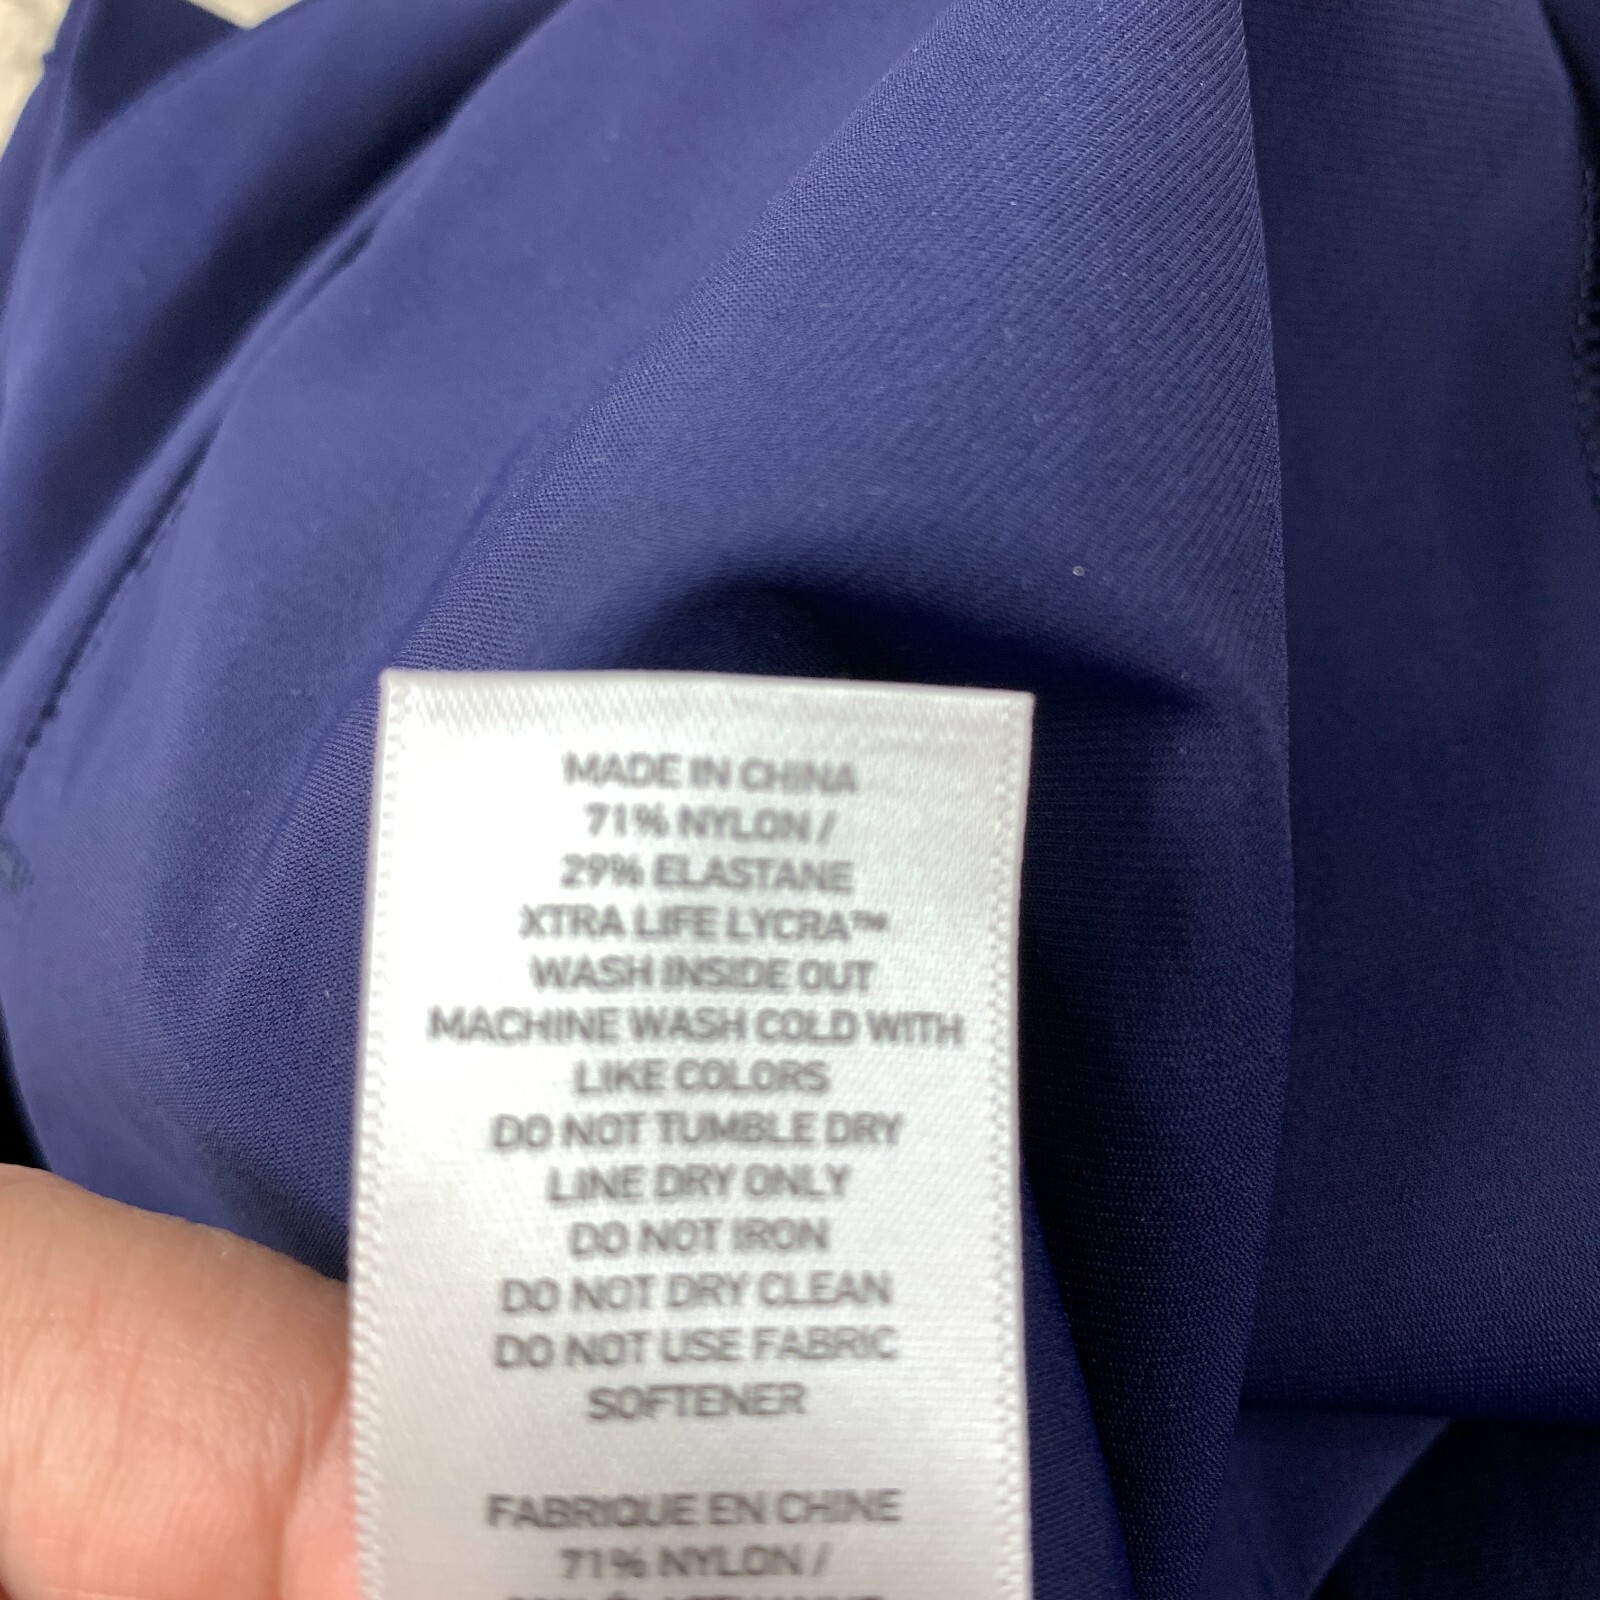 MADE IN CHINA
71% NYLON /
29% ELASTANE
XTRA LIFE LYCRA™
WASH INSIDE OUT
MACHINE WASH COLD WITH
LIKE COLORS
DO NOT TUMBLE DRY
LINE DRY ONLY
DO NOT IRON
DO NOT DRY CLEAN
DO NOT USE FABRIC
SOFTENER
FABRIQUE EN CHINE
71% NYLON /